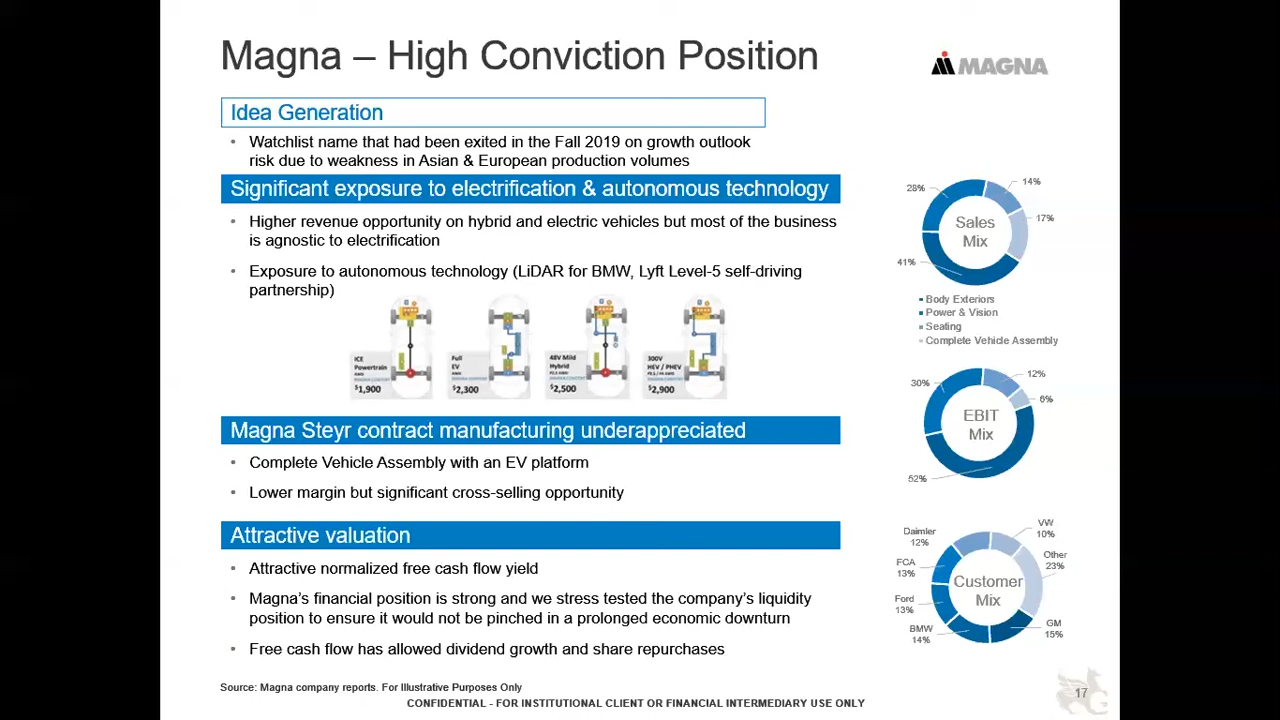 Magna – High Conviction Position
MAGNA
Idea Generation
• Watchlist name that had been exited in the Fall 2019 on growth outlook
risk due to weakness in Asian & European production volumes
Significant exposure to electrification & autonomous technology
• Higher revenue opportunity on hybrid and electric vehicles but most of the business
is agnostic to electrification
• Exposure to autonomous technology (LiDAR for BMW, Lyft Level-5 self-driving
partnership)
ICE
Powertrain
$1,900
Full
EV
$2,300
48V Mild
Hybrid
$2,500
300V
HEV / PHEV
$2,900
Magna Steyr contract manufacturing underappreciated
• Complete Vehicle Assembly with an EV platform
• Lower margin but significant cross-selling opportunity
Attractive valuation
• Attractive normalized free cash flow yield
• Magna's financial position is strong and we stress tested the company's liquidity
position to ensure it would not be pinched in a prolonged economic downturn
• Free cash flow has allowed dividend growth and share repurchases
28%
14%
Sales
Mix
17%
41%
Body Exteriors
Power & Vision
Seating
Complete Vehicle Assembly
30%
12%
EBIT
Mix
6%
52%
Daimler
12%
VW
10%
FCA
13%
Other
23%
Customer
Mix
Ford
13%
BMW
14%
GM
15%
Source: Magna company reports. For Illustrative Purposes Only
CONFIDENTIAL - FOR INSTITUTIONAL CLIENT OR FINANCIAL INTERMEDIARY USE ONLY
17